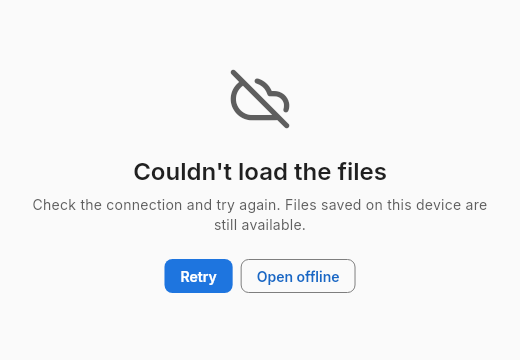 Couldn't load the files
Check the connection and try again. Files saved on this device are
still available.
Retry
Open offline